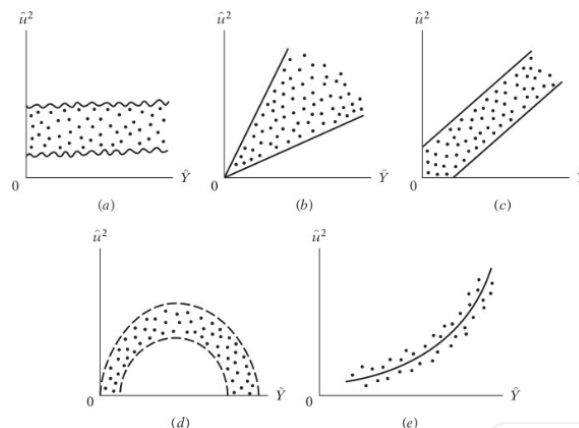 û² û² û²
0 Ŷ 0 Ŷ 0 Ŷ
(a) (b) (c)
û² û²
0 Ŷ 0 Ŷ
(d) (e)